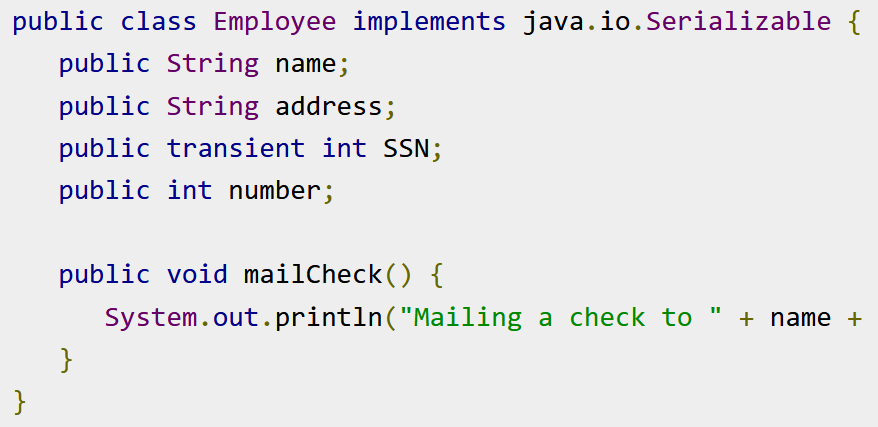 public class Employee implements java.io.Serializable {
   public String name;
   public String address;
   public transient int SSN;
   public int number;

   public void mailCheck() {
      System.out.println("Mailing a check to " + name +
   }
}